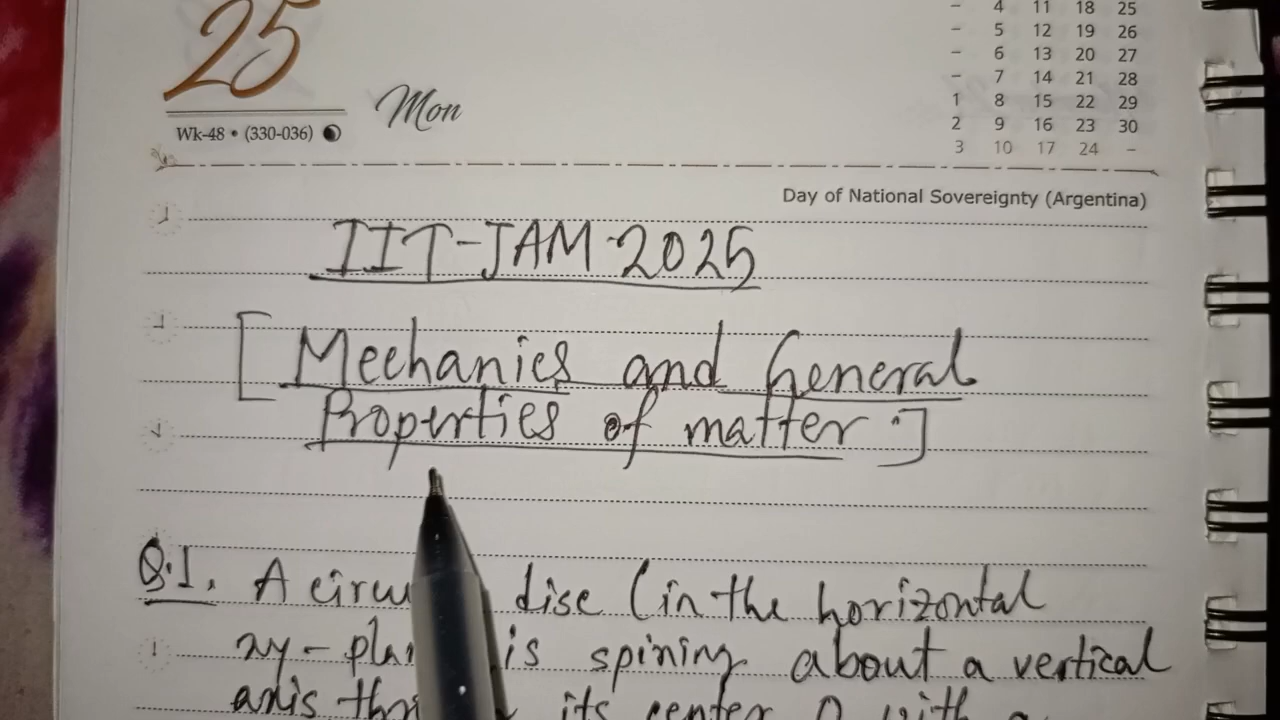 25
Mon
Wk-48 • (330-036)
- 4 11 18 25
- 5 12 19 26
- 6 13 20 27
- 7 14 21 28
1 8 15 22 29
2 9 16 23 30
3 10 17 24 -
Day of National Sovereignty (Argentina)
IIT-JAM-2025
[Mechanics and General
Properties of matter.]
Q.1. A disc (in the horizontal
xy- is spining about a vertical
axis its center O with a